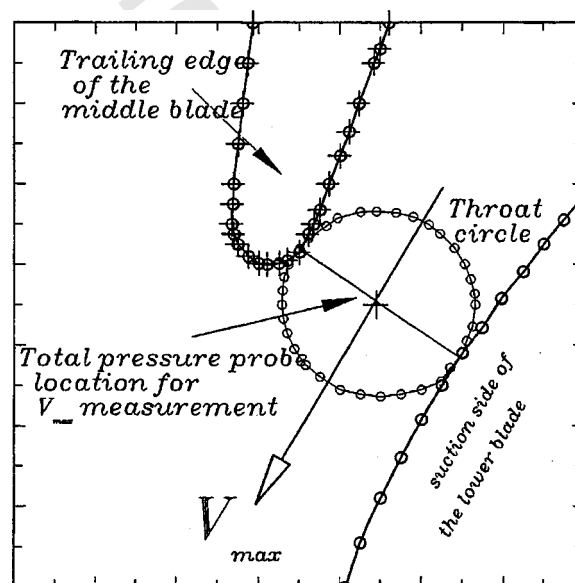 Trailing edge
of the
middle blade
Throat
circle
Total pressure probe
location for
V max measurement
suction side of
the lower blade
V max